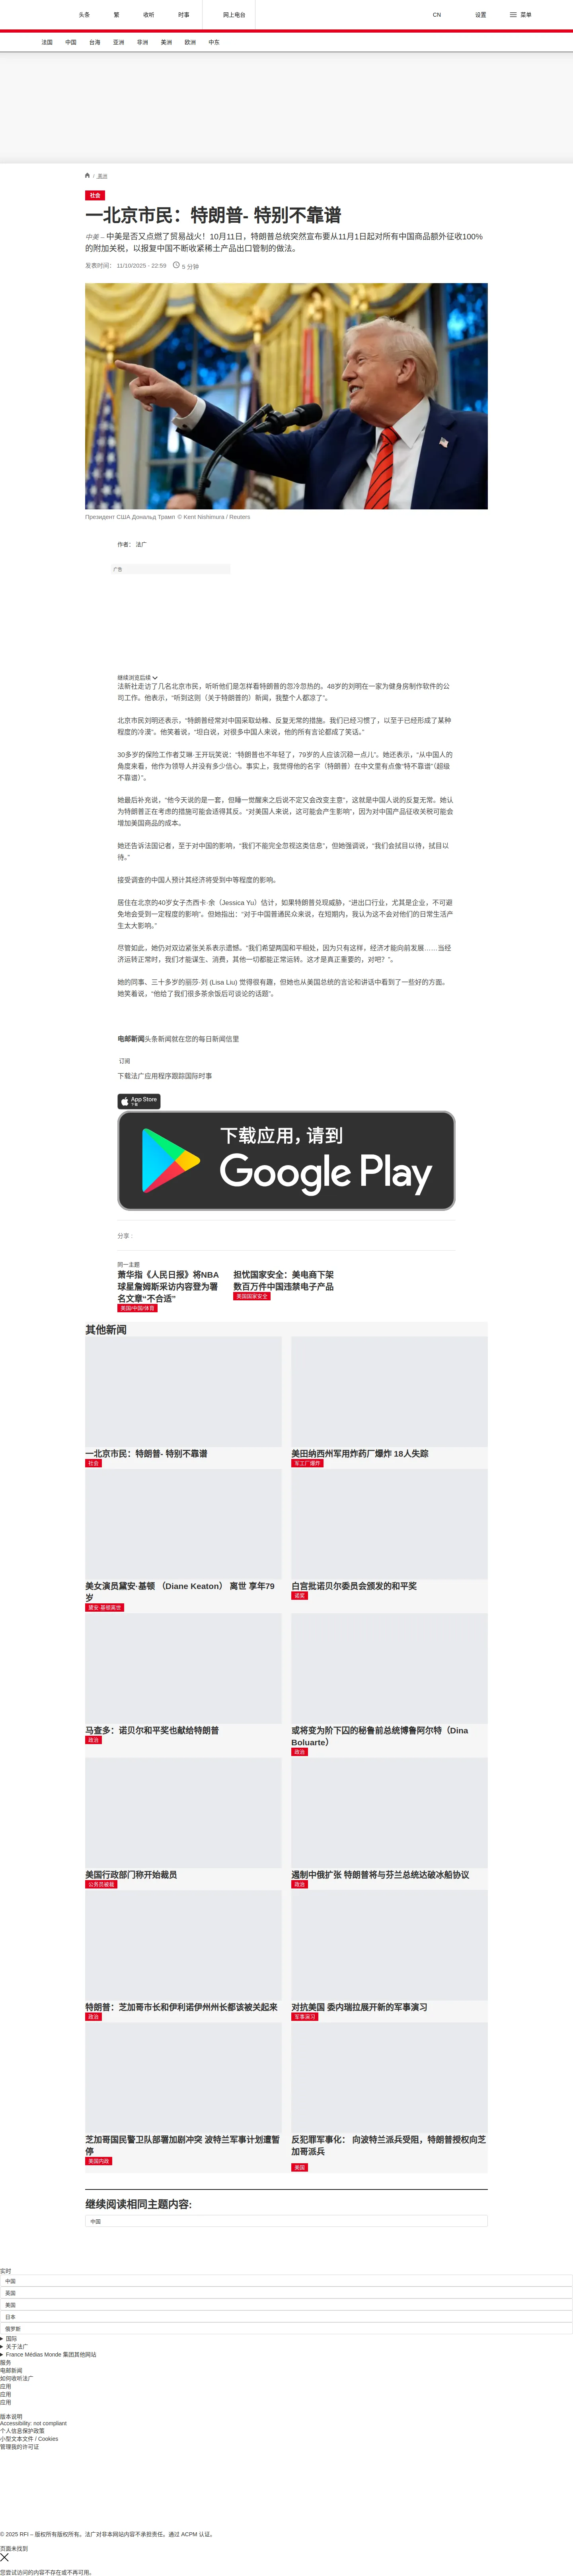 头条
繁
收听
时事
网上电台
CN
设置
菜单
法国
中国
台海
亚洲
非洲
美洲
欧洲
中东
/ 美洲
社会
一北京市民：特朗普- 特别不靠谱
中美 – 中美是否又点燃了贸易战火！10月11日，特朗普总统突然宣布要从11月1日起对所有中国商品额外征收100%
的附加关税，以报复中国不断收紧稀土产品出口管制的做法。
发表时间： 11/10/2025 - 22:59
5 分钟
Президент США Дональд Трамп © Kent Nishimura / Reuters
作者： 法广
广告
继续浏览后续
法新社走访了几名北京市民，听听他们是怎样看特朗普的忽冷忽热的。48岁的刘明在一家为健身房制作软件的公
司工作。他表示，“听到这则（关于特朗普的）新闻，我整个人都凉了”。
北京市民刘明还表示，“特朗普经常对中国采取幼稚、反复无常的措施。我们已经习惯了，以至于已经形成了某种
程度的冷漠”。他笑着说，“坦白说，对很多中国人来说，他的所有言论都成了笑话。”
30多岁的保险工作者艾琳·王开玩笑说：“特朗普也不年轻了，79岁的人应该沉稳一点儿”。她还表示，“从中国人的
角度来看，他作为领导人并没有多少信心。事实上，我觉得他的名字（特朗普）在中文里有点像“特不靠谱”（超级
不靠谱）”。
她最后补充说，“他今天说的是一套，但睡一觉醒来之后说不定又会改变主意”，这就是中国人说的反复无常。她认
为特朗普正在考虑的措施可能会适得其反。“对美国人来说，这可能会产生影响”，因为对中国产品征收关税可能会
增加美国商品的成本。
她还告诉法国记者，至于对中国的影响，“我们不能完全忽视这类信息”，但她强调说，“我们会拭目以待，拭目以
待。”
接受调查的中国人预计其经济将受到中等程度的影响。
居住在北京的40岁女子杰西卡·余（Jessica Yu）估计，如果特朗普兑现威胁，“进出口行业，尤其是企业，不可避
免地会受到一定程度的影响”。但她指出：“对于中国普通民众来说，在短期内，我认为这不会对他们的日常生活产
生太大影响。”
尽管如此，她仍对双边紧张关系表示遗憾。“我们希望两国和平相处，因为只有这样，经济才能向前发展……当经
济运转正常时，我们才能谋生、消费，其他一切都能正常运转。这才是真正重要的，对吧？”。
她的同事、三十多岁的丽莎·刘 (Lisa Liu) 觉得很有趣，但她也从美国总统的言论和讲话中看到了一些好的方面。
她笑着说，“他给了我们很多茶余饭后可谈论的话题”。
电邮新闻头条新闻就在您的每日新闻信里
订阅
下载法广应用程序跟踪国际时事
App Store
下载
下载应用，请到
Google Play
分享 :
同一主题
萧华指《人民日报》将NBA
球星詹姆斯采访内容登为署
名文章“不合适”
美国/中国/体育
担忧国家安全：美电商下架
数百万件中国违禁电子产品
美国国家安全
其他新闻
一北京市民：特朗普- 特别不靠谱
社会
美田纳西州军用炸药厂爆炸 18人失踪
军工厂爆炸
美女演员黛安·基顿 （Diane Keaton） 离世 享年79
岁
黛安·基顿离世
白宫批诺贝尔委员会颁发的和平奖
诺奖
马查多：诺贝尔和平奖也献给特朗普
政治
或将变为阶下囚的秘鲁前总统博鲁阿尔特（Dina
Boluarte）
政治
美国行政部门称开始裁员
公务员被裁
遏制中俄扩张 特朗普将与芬兰总统达破冰船协议
政治
特朗普：芝加哥市长和伊利诺伊州州长都该被关起来
政治
对抗美国 委内瑞拉展开新的军事演习
军事演习
芝加哥国民警卫队部署加剧冲突 波特兰军事计划遭暂
停
美国内政
反犯罪军事化： 向波特兰派兵受阻，特朗普授权向芝
加哥派兵
美国
继续阅读相同主题内容:
中国
实时
中国
英国
美国
日本
俄罗斯
国际
关于法广
France Médias Monde 集团其他网站
服务
电邮新闻
如何收听法广
应用
应用
应用
版本说明
Accessibility: not compliant
个人信息保护政策
小型文本文件 / Cookies
管理我的许可证
© 2025 RFI – 版权所有版权所有。法广对非本网站内容不承担责任。通过 ACPM 认证。
页面未找到
您尝试访问的内容不存在或不再可用。